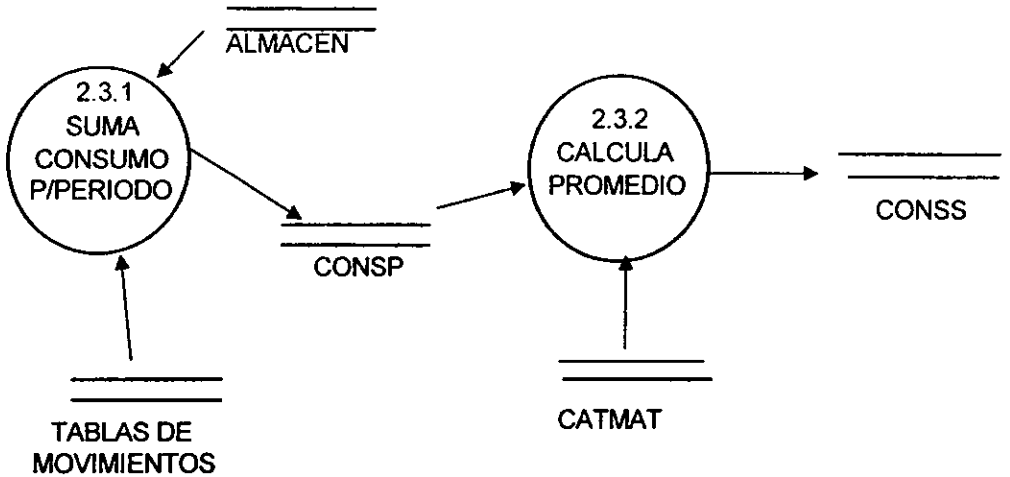 ALMACEN
2.3.1
SUMA
CONSUMO
P/PERIODO
2.3.2
CALCULA
PROMEDIO
CONSS
CONSP
CATMAT
TABLAS DE
MOVIMIENTOS